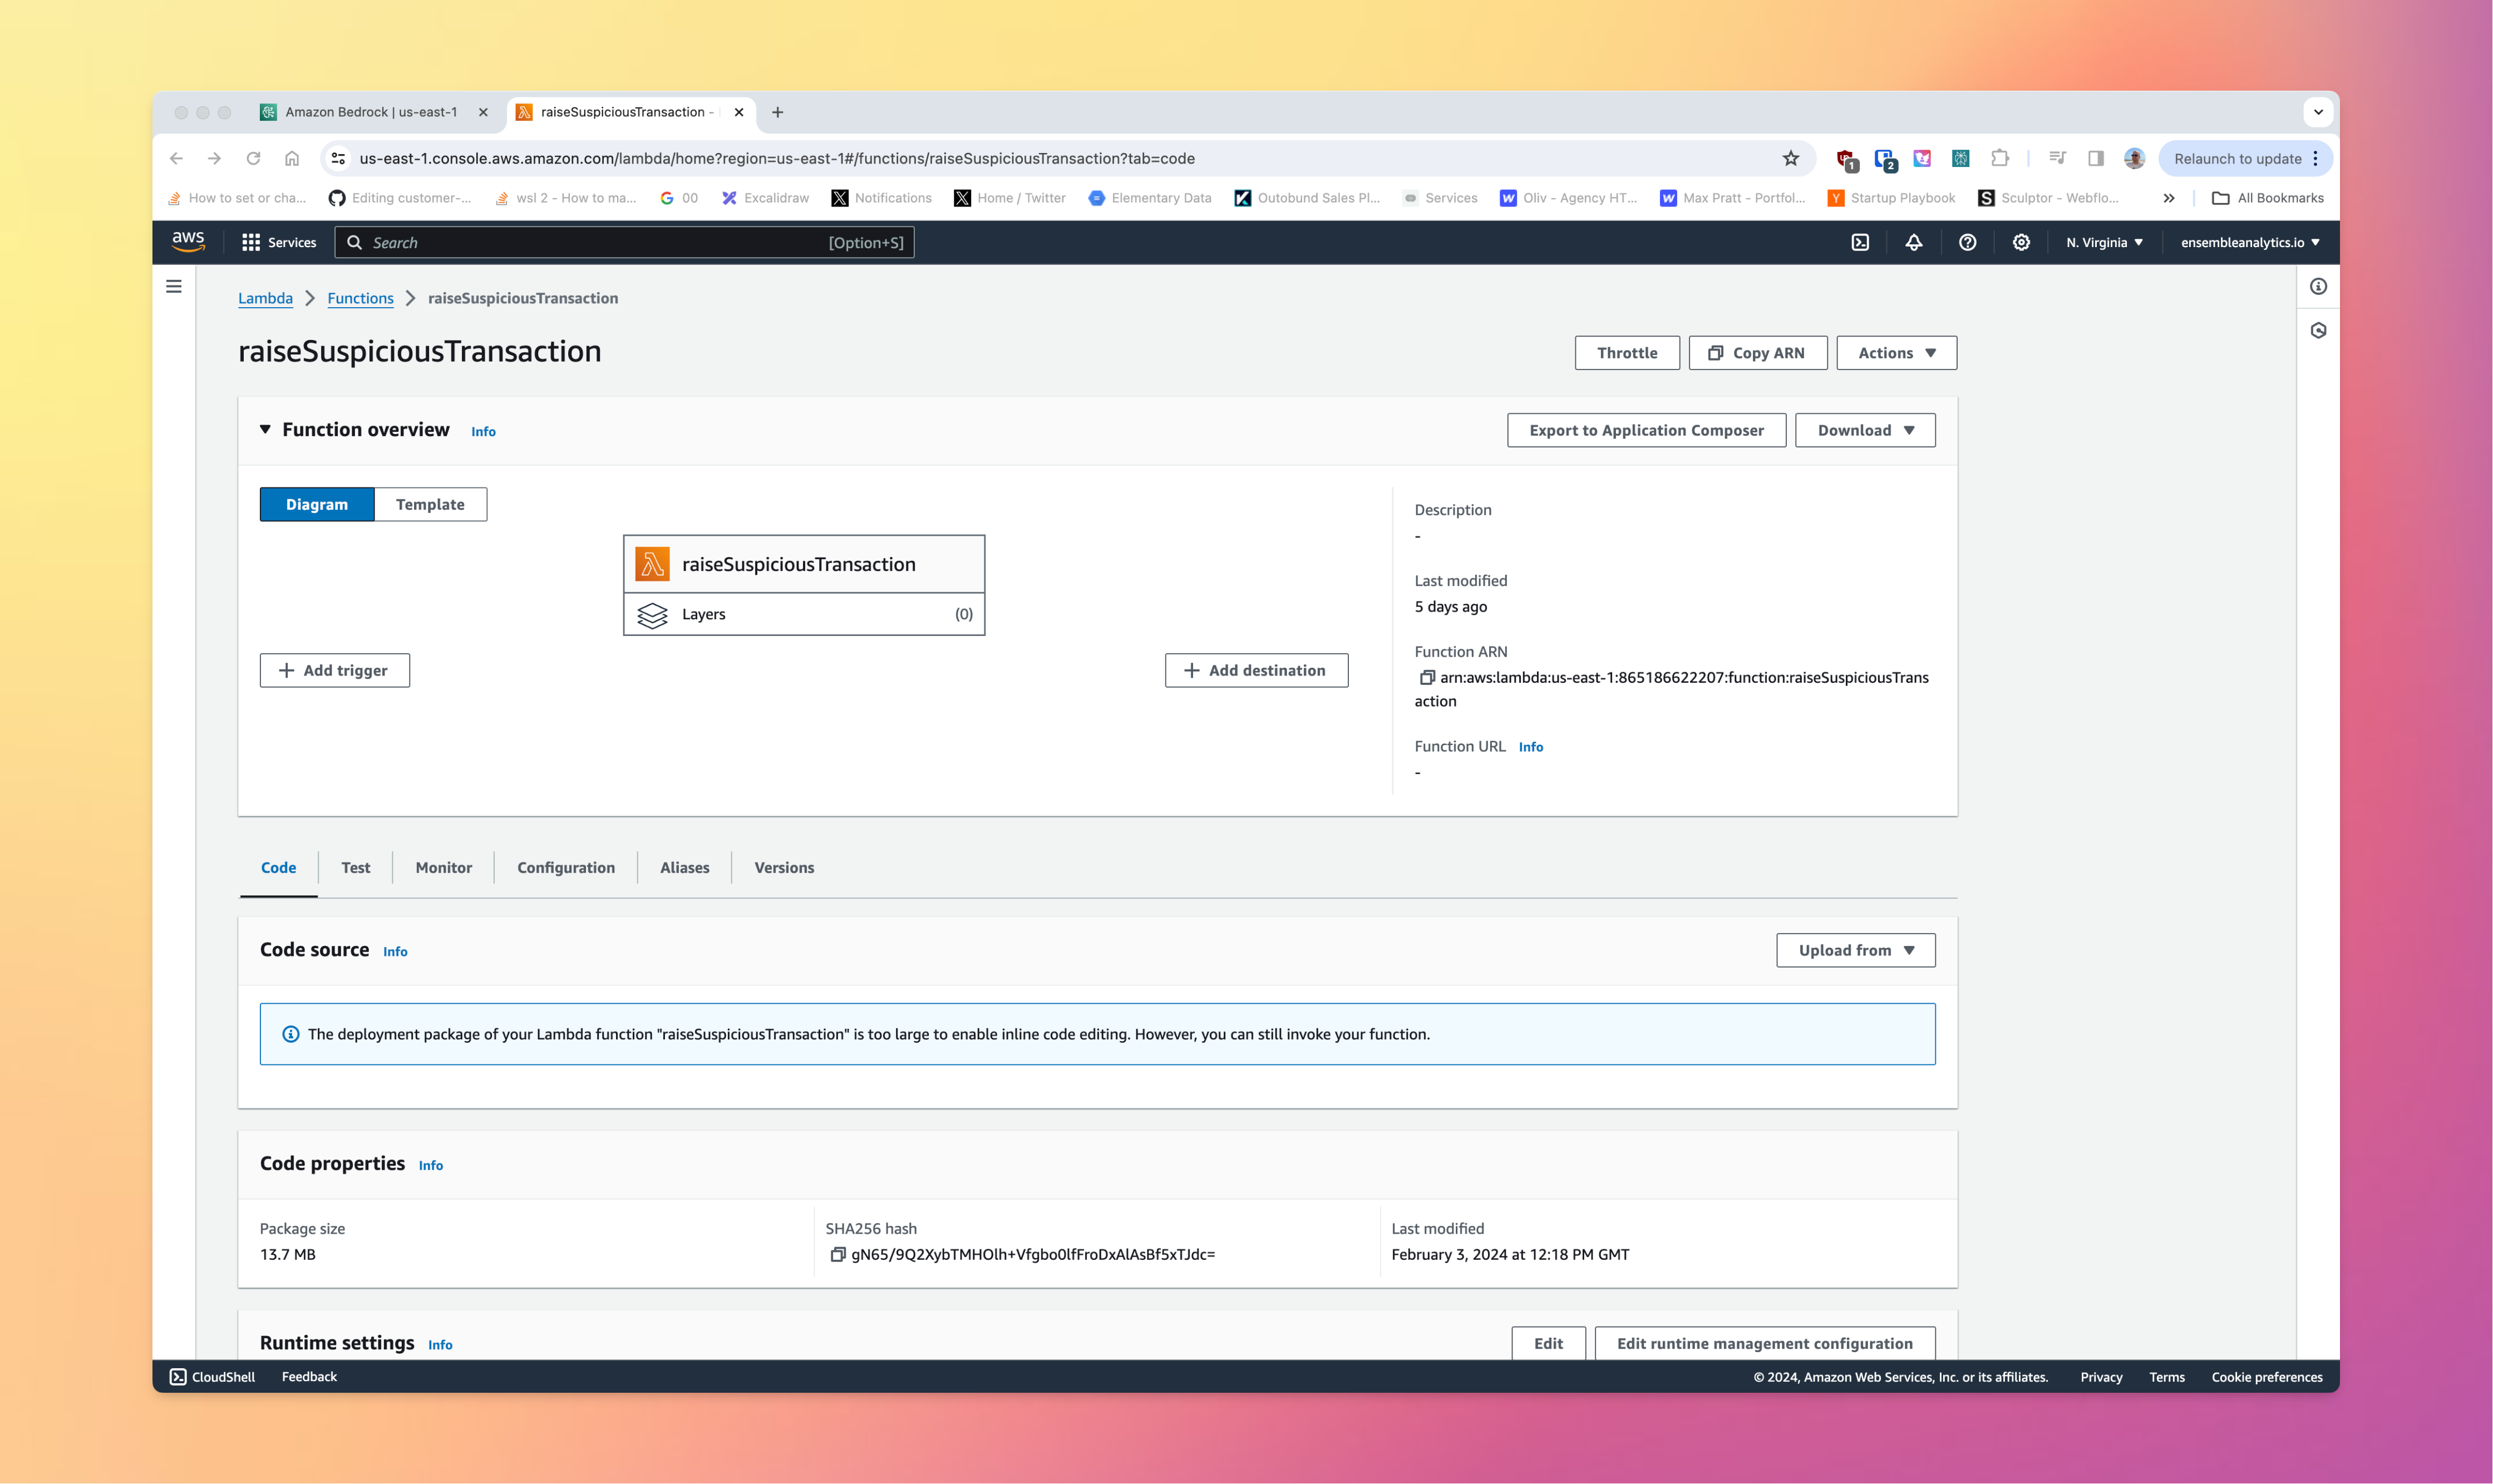 Amazon Bedrock | us-east-1
raiseSuspiciousTransaction -
us-east-1.console.aws.amazon.com/lambda/home?region=us-east-1#/functions/raiseSuspiciousTransaction?tab=code
1
2
Relaunch to update
How to set or cha...
Editing customer-...
wsl 2 - How to ma...
00
Excalidraw
Notifications
Home / Twitter
Elementary Data
Outobund Sales Pl...
Services
Oliv - Agency HT...
Max Pratt - Portfol...
Startup Playbook
Sculptor - Webflo...
All Bookmarks
aws
Services
Search
[Option+S]
N. Virginia
ensembleanalytics.io
Lambda
Functions
raiseSuspiciousTransaction
raiseSuspiciousTransaction
Throttle
Copy ARN
Actions
Function overview Info
Export to Application Composer
Download
Diagram
Template
raiseSuspiciousTransaction
Layers (0)
Add trigger
Add destination
Description
-
Last modified
5 days ago
Function ARN
arn:aws:lambda:us-east-1:865186622207:function:raiseSuspiciousTrans
action
Function URL Info
-
Code
Test
Monitor
Configuration
Aliases
Versions
Code source Info
Upload from
The deployment package of your Lambda function "raiseSuspiciousTransaction" is too large to enable inline code editing. However, you can still invoke your function.
Code properties Info
Package size
13.7 MB
SHA256 hash
gN65/9Q2XybTMHOlh+Vfgbo0lfFroDxAlAsBf5xTJdc=
Last modified
February 3, 2024 at 12:18 PM GMT
Runtime settings Info
Edit
Edit runtime management configuration
CloudShell
Feedback
© 2024, Amazon Web Services, Inc. or its affiliates.
Privacy
Terms
Cookie preferences